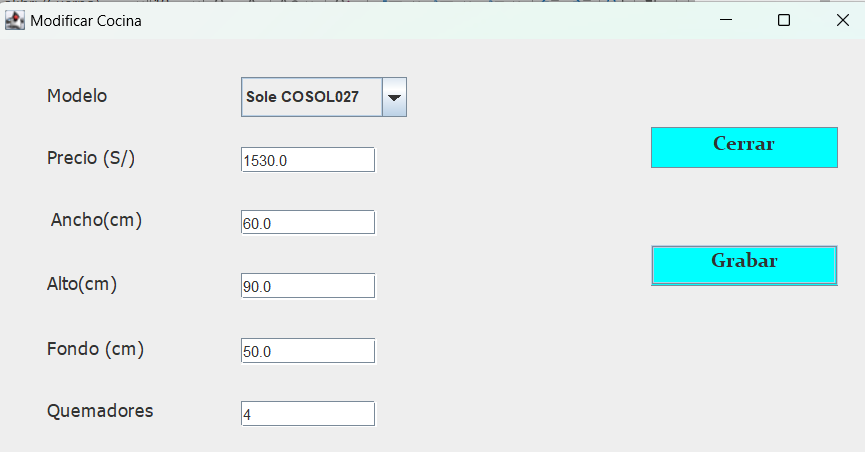 Modificar Cocina
Modelo Sole COSOL027
Cerrar
Precio (S/) 1530.0
Ancho(cm) 60.0
Grabar
Alto(cm) 90.0
Fondo (cm) 50.0
Quemadores 4